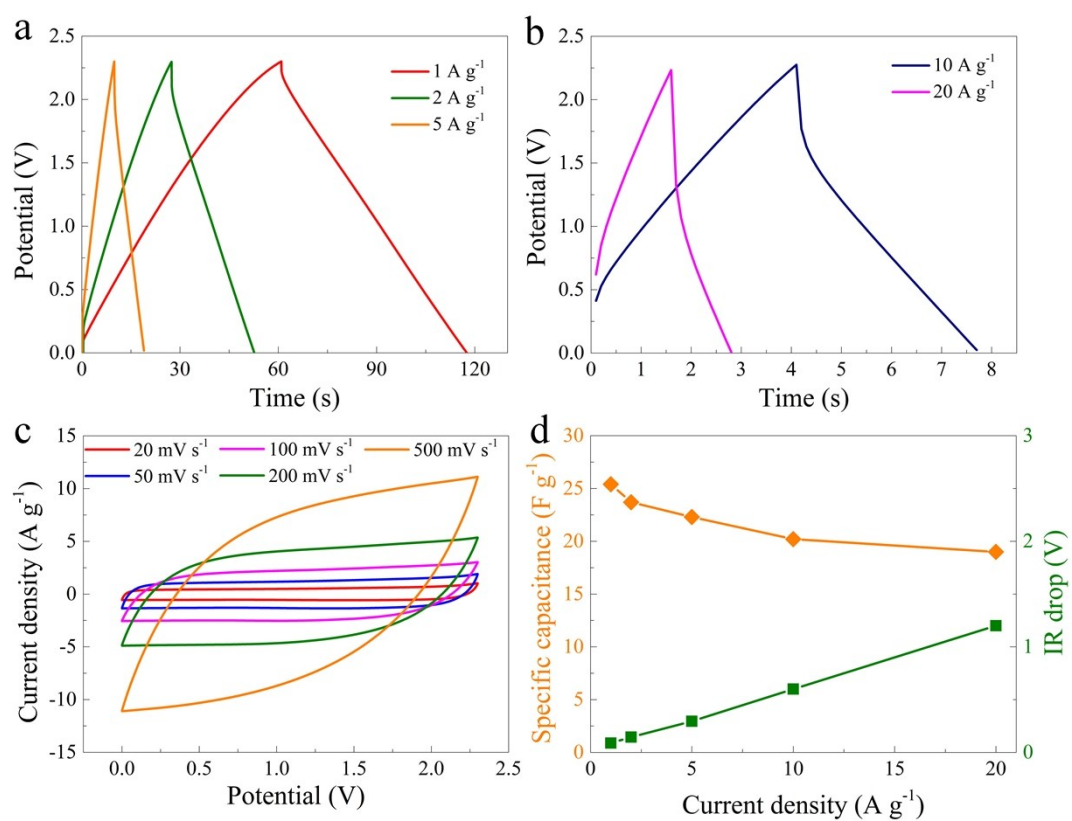 a
2.5
2.0
1.5
1.0
0.5
0.0
Potential (V)
0
30
60
90
120
Time (s)
1 A g⁻¹
2 A g⁻¹
5 A g⁻¹
b
2.5
2.0
1.5
1.0
0.5
0.0
Potential (V)
0
1
2
3
4
5
6
7
8
Time (s)
10 A g⁻¹
20 A g⁻¹
c
15
10
5
0
-5
-10
-15
Current density (A g⁻¹)
0.0
0.5
1.0
1.5
2.0
2.5
Potential (V)
20 mV s⁻¹
100 mV s⁻¹
500 mV s⁻¹
50 mV s⁻¹
200 mV s⁻¹
d
30
25
20
15
10
5
0
Specific capacitance (F g⁻¹)
3
2
1
0
IR drop (V)
0
5
10
15
20
Current density (A g⁻¹)